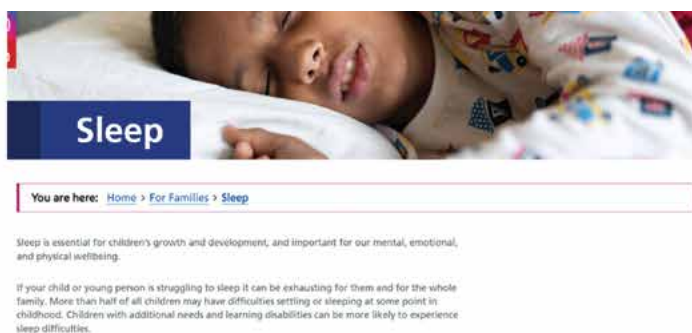 Sleep
You are here: Home > For Families > Sleep
Sleep is essential for children's growth and development, and important for our mental, emotional,
and physical wellbeing.
If your child or young person is struggling to sleep it can be exhausting for them and for the whole
family. More than half of all children may have difficulties settling or sleeping at some point in
childhood. Children with additional needs and learning disabilities can be more likely to experience
sleep difficulties.